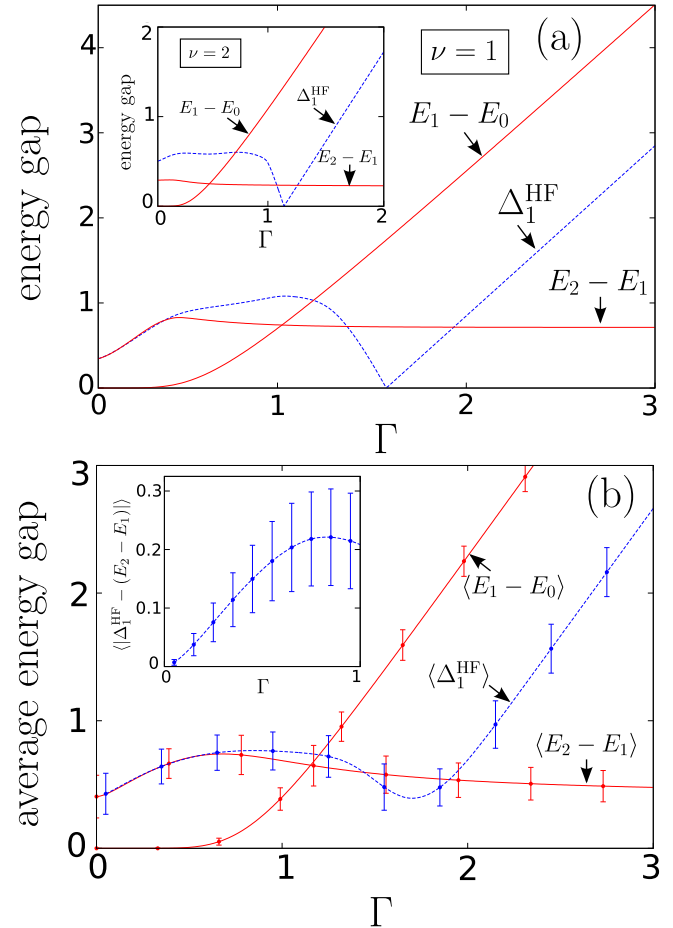 (a)
ν = 1
energy gap
4
3
2
1
0
0
1
2
3
Γ
E₁ − E₀
Δ₁ᴴᶠ
E₂ − E₁
ν = 2
energy gap
2
1
0
0
1
2
Γ
E₁ − E₀
Δ₁ᴴᶠ
E₂ − E₁
(b)
average energy gap
3
2
1
0
0
1
2
3
Γ
⟨E₁ − E₀⟩
⟨Δ₁ᴴᶠ⟩
⟨E₂ − E₁⟩
⟨|Δ₁ᴴᶠ − (E₂ − E₁)|⟩
0.3
0.2
0.1
0
0
1
Γ